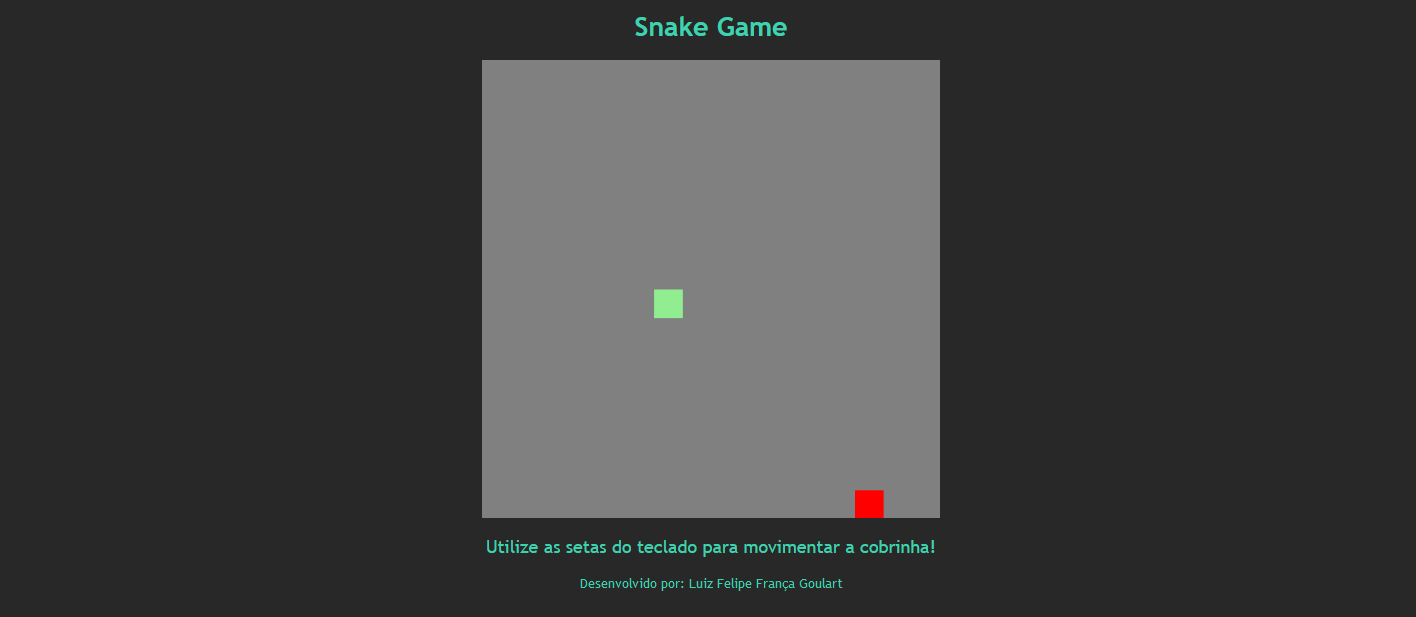 Snake Game
Utilize as setas do teclado para movimentar a cobrinha!
Desenvolvido por: Luiz Felipe França Goulart